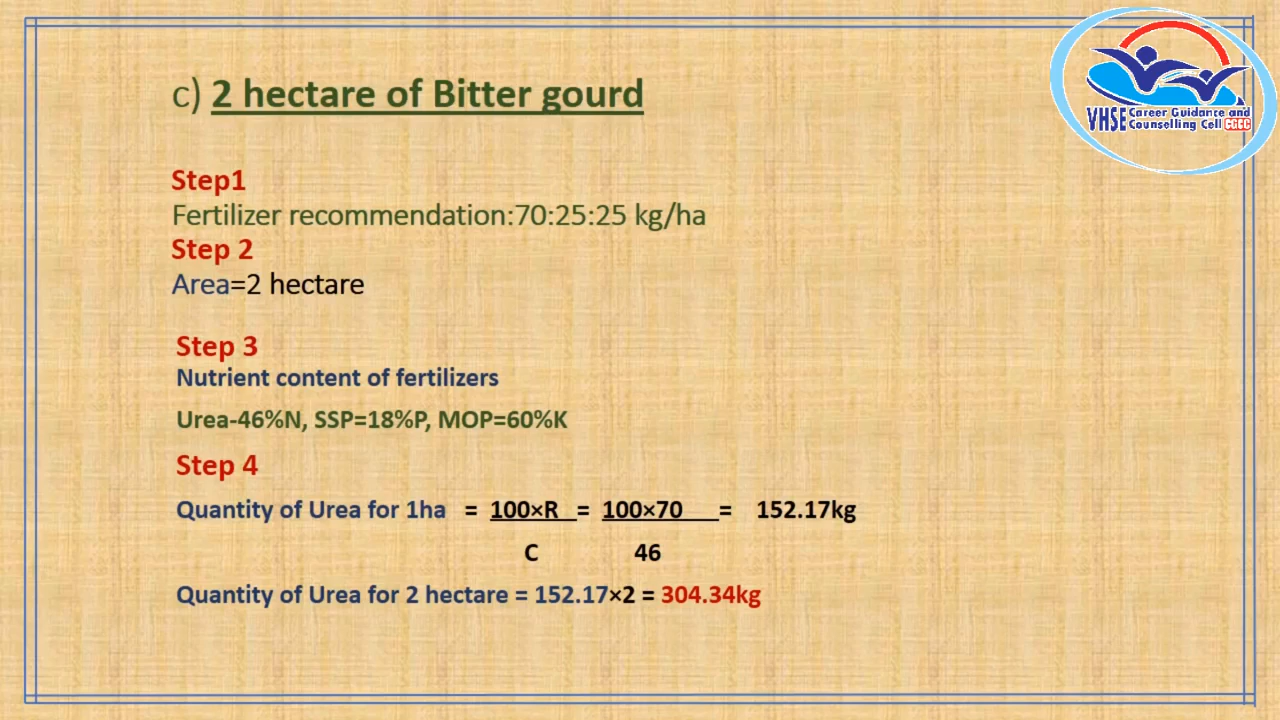 c) 2 hectare of Bitter gourd
VHSE Career Guidance and
Counselling Cell CGCC
Step1
Fertilizer recommendation:70:25:25 kg/ha
Step 2
Area=2 hectare
Step 3
Nutrient content of fertilizers
Urea-46%N, SSP=18%P, MOP=60%K
Step 4
Quantity of Urea for 1ha = 100×R = 100×70 = 152.17kg
C 46
Quantity of Urea for 2 hectare = 152.17×2 = 304.34kg